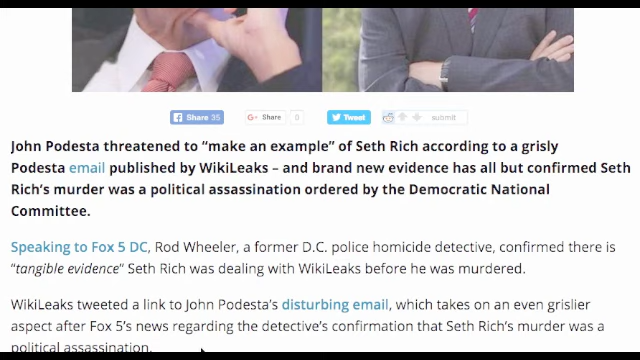 Share 35 Share 0 Tweet submit
John Podesta threatened to “make an example” of Seth Rich according to a grisly
Podesta email published by WikiLeaks – and brand new evidence has all but confirmed Seth
Rich’s murder was a political assassination ordered by the Democratic National
Committee.
Speaking to Fox 5 DC, Rod Wheeler, a former D.C. police homicide detective, confirmed there is
“tangible evidence“ Seth Rich was dealing with WikiLeaks before he was murdered.
WikiLeaks tweeted a link to John Podesta’s disturbing email, which takes on an even grislier
aspect after Fox 5’s news regarding the detective’s confirmation that Seth Rich’s murder was a
political assassination.